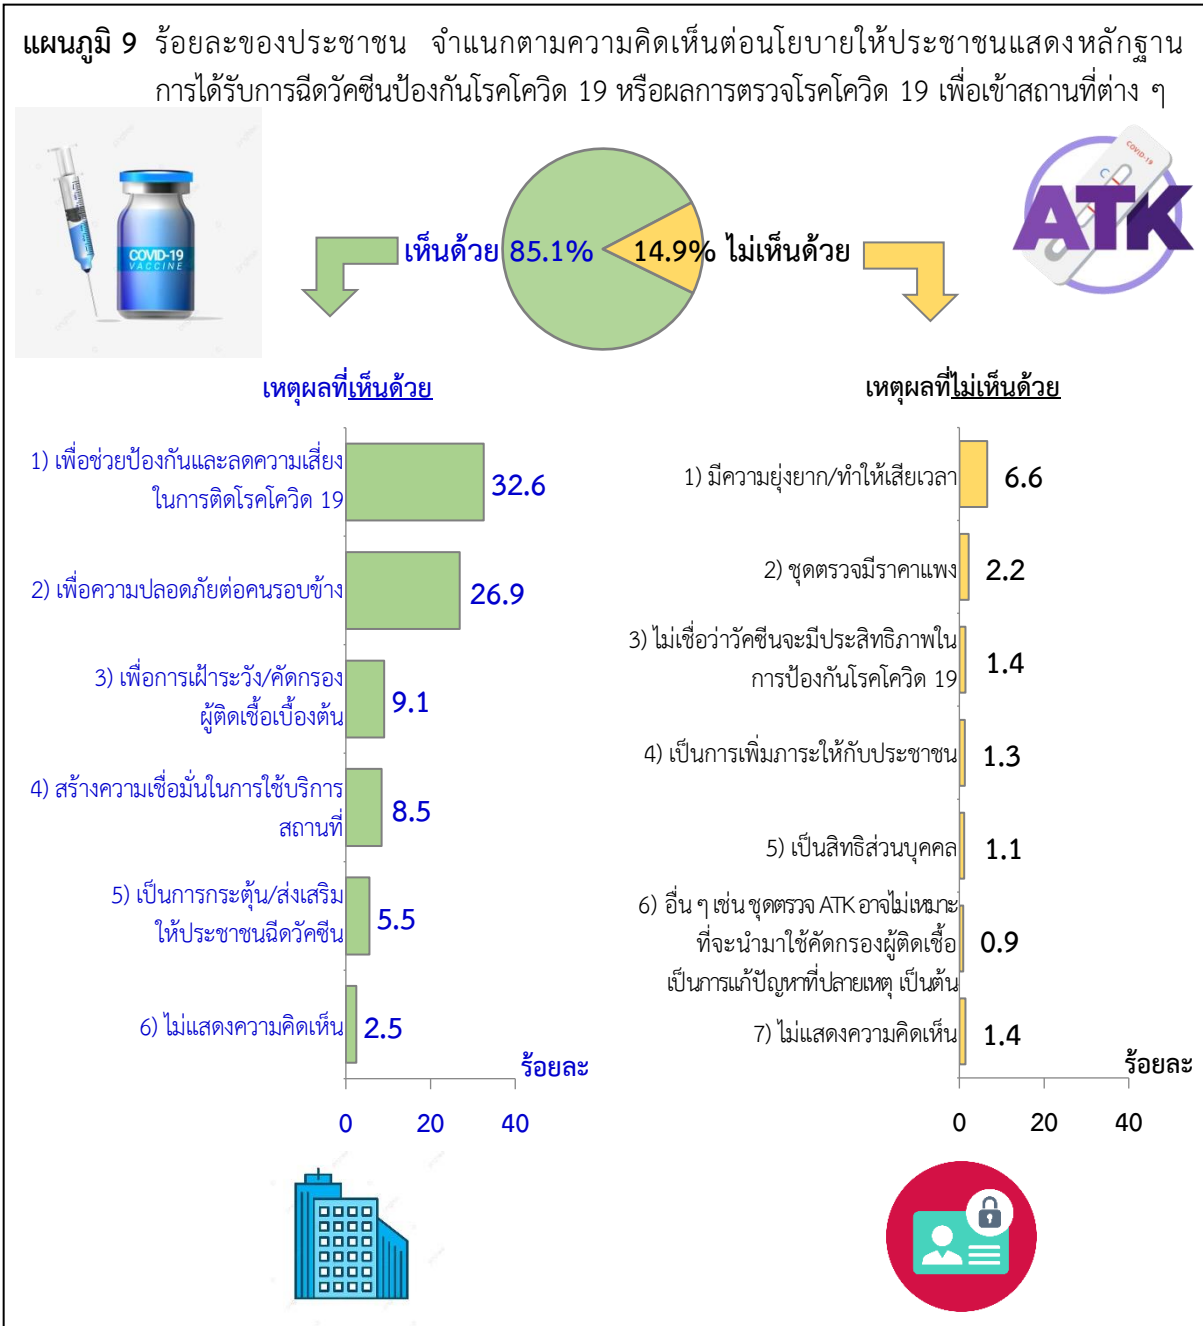 แผนภูมิ 9 ร้อยละของประชาชน จำแนกตามความคิดเห็นต่อนโยบายให้ประชาชนแสดงหลักฐาน
การได้รับการฉีดวัคซีนป้องกันโรคโควิด 19 หรือผลการตรวจโรคโควิด 19 เพื่อเข้าสถานที่ต่าง ๆ
COVID-19
VACCINE
COVID-19
C
ATK
เห็นด้วย 85.1%
14.9% ไม่เห็นด้วย
เหตุผลที่เห็นด้วย
1) เพื่อช่วยป้องกันและลดความเสี่ยง
ในการติดโรคโควิด 19
32.6
2) เพื่อความปลอดภัยต่อคนรอบข้าง
26.9
3) เพื่อการเฝ้าระวัง/คัดกรอง
ผู้ติดเชื้อเบื้องต้น
9.1
4) สร้างความเชื่อมั่นในการใช้บริการ
สถานที่
8.5
5) เป็นการกระตุ้น/ส่งเสริม
ให้ประชาชนฉีดวัคซีน
5.5
6) ไม่แสดงความคิดเห็น
2.5
ร้อยละ
0 20 40
เหตุผลที่ไม่เห็นด้วย
1) มีความยุ่งยาก/ทำให้เสียเวลา
6.6
2) ชุดตรวจมีราคาแพง
2.2
3) ไม่เชื่อว่าวัคซีนจะมีประสิทธิภาพใน
การป้องกันโรคโควิด 19
1.4
4) เป็นการเพิ่มภาระให้กับประชาชน
1.3
5) เป็นสิทธิส่วนบุคคล
1.1
6) อื่น ๆ เช่น ชุดตรวจ ATK อาจไม่เหมาะ
ที่จะนำมาใช้คัดกรองผู้ติดเชื้อ
เป็นการแก้ปัญหาที่ปลายเหตุ เป็นต้น
0.9
7) ไม่แสดงความคิดเห็น
1.4
ร้อยละ
0 20 40